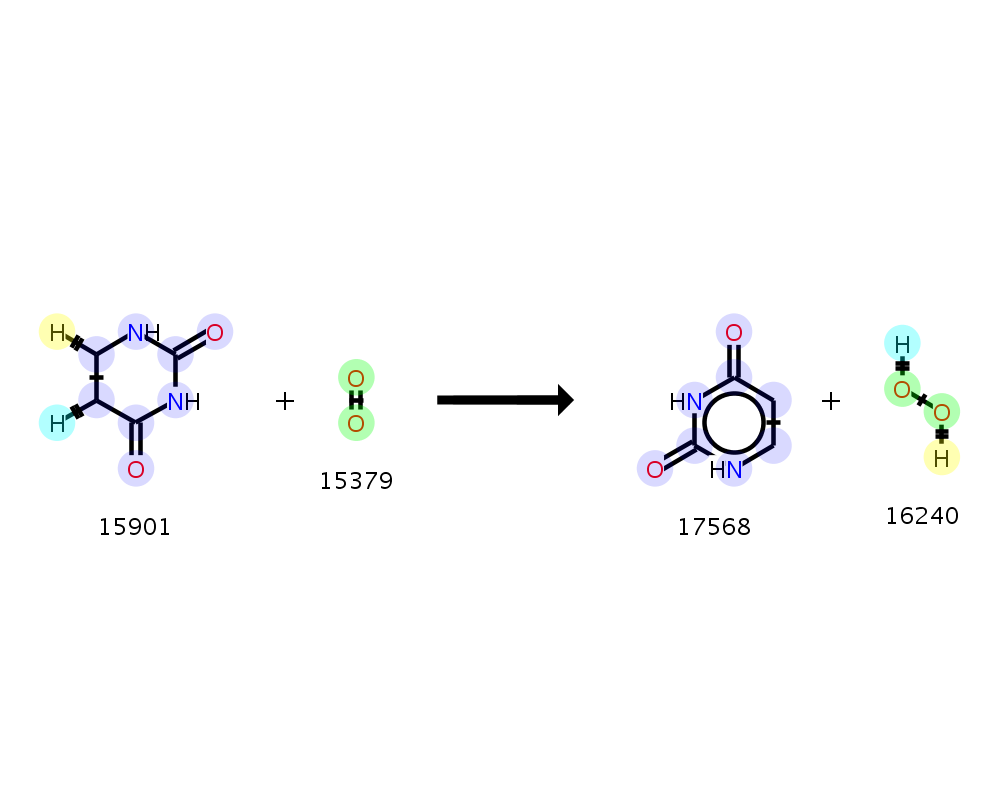 H NH O
H NH
O
15901
+
O
O
15379
O
HN
O HN
17568
+
H
O O
H
16240